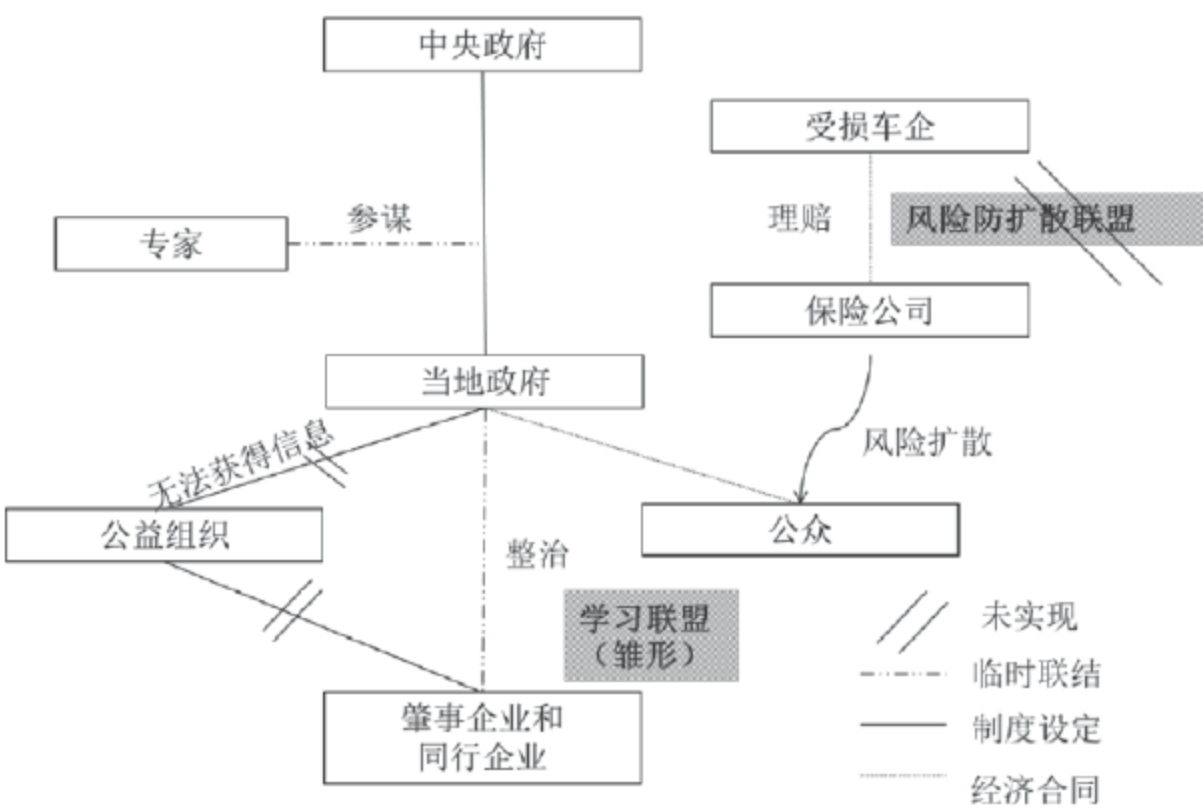 中央政府
受损车企
参谋
专家
理赔
风险防扩散联盟
保险公司
当地政府
无法获得信息
风险扩散
公益组织
公众
整治
学习联盟
（雏形）
肇事企业和
同行企业
未实现
临时联结
制度设定
经济合同